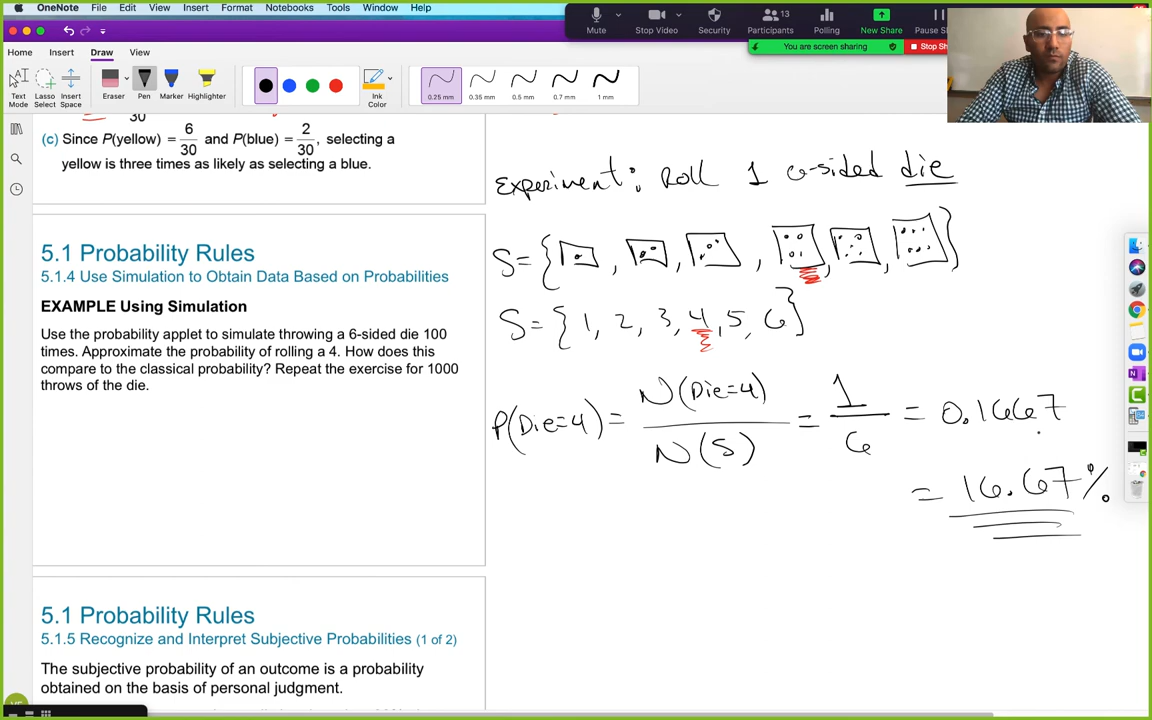 OneNote File Edit View Insert Format Notebooks Tools Window Help
Mute Stop Video Security 13 Participants Polling New Share Pause
You are screen sharing Stop Sh
Home Insert Draw View
Text Mode Lasso Select Insert Space Eraser Pen Marker Highlighter Ink Color 0.25 mm 0.35 mm 0.5 mm 0.7 mm 1 mm
30
(c) Since P(yellow) = 6/30 and P(blue) = 2/30, selecting a
yellow is three times as likely as selecting a blue.
5.1 Probability Rules
5.1.4 Use Simulation to Obtain Data Based on Probabilities
EXAMPLE Using Simulation
Use the probability applet to simulate throwing a 6-sided die 100
times. Approximate the probability of rolling a 4. How does this
compare to the classical probability? Repeat the exercise for 1000
throws of the die.
5.1 Probability Rules
5.1.5 Recognize and Interpret Subjective Probabilities (1 of 2)
The subjective probability of an outcome is a probability
obtained on the basis of personal judgment.
Experiment: Roll 1 6-sided die
S = { , , , , , }
S = {1, 2, 3, 4, 5, 6}
P(Die=4) = N(Die=4)/N(S) = 1/6 = 0.1667
= 16.67%